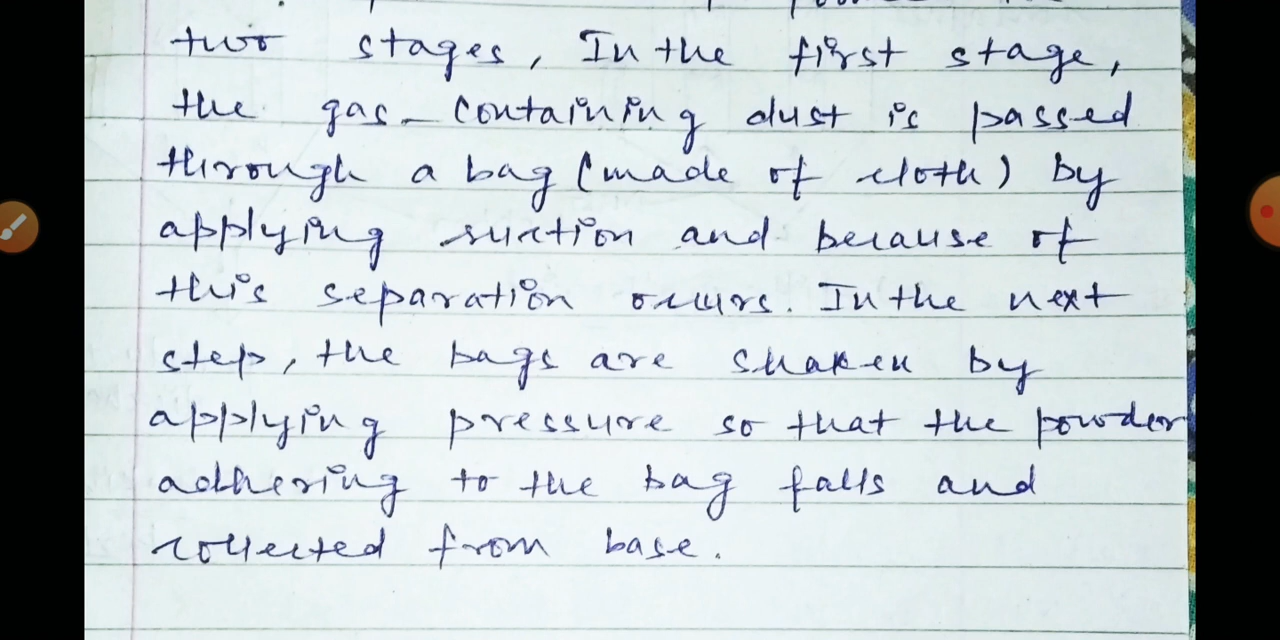 two stages, In the first stage,
the gas containing dust is passed
through a bag (made of cloth) by
applying suction and because of
this separation occurs. In the next
step, the bags are shaken by
applying pressure so that the powder
adhering to the bag falls and
collected from base.